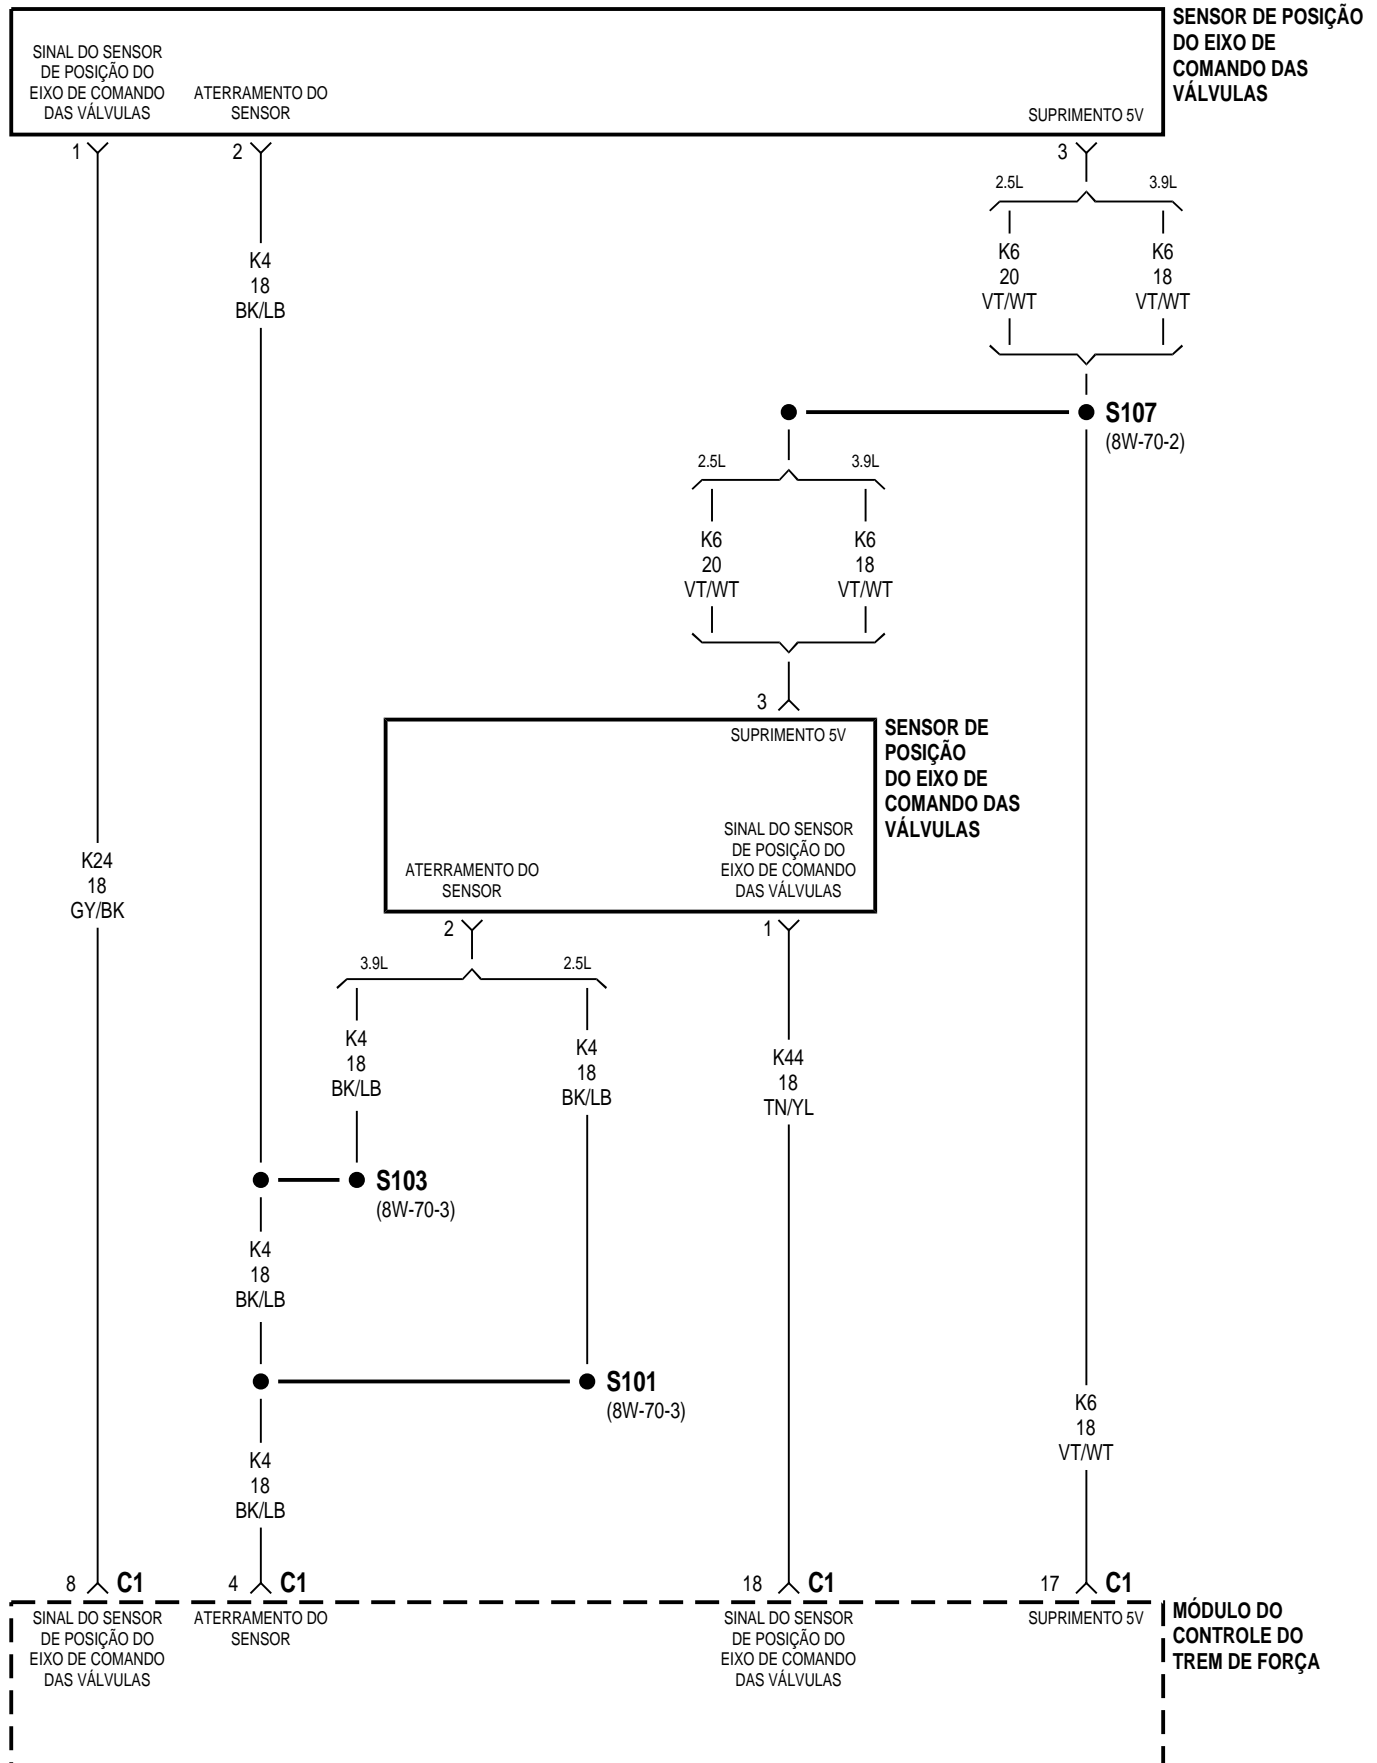 SENSOR DE POSIÇÃO
DO EIXO DE
COMANDO DAS
VÁLVULAS
SINAL DO SENSOR
DE POSIÇÃO DO
EIXO DE COMANDO
DAS VÁLVULAS
ATERRAMENTO DO
SENSOR
SUPRIMENTO 5V
1
2
3
2.5L
3.9L
K4
18
BK/LB
K6
20
VT/WT
K6
18
VT/WT
S107
(8W-70-2)
2.5L
3.9L
K6
20
VT/WT
K6
18
VT/WT
3
SUPRIMENTO 5V
SENSOR DE
POSIÇÃO
DO EIXO DE
COMANDO DAS
VÁLVULAS
SINAL DO SENSOR
DE POSIÇÃO DO
EIXO DE COMANDO
DAS VÁLVULAS
ATERRAMENTO DO
SENSOR
K24
18
GY/BK
2
1
3.9L
2.5L
K4
18
BK/LB
K4
18
BK/LB
K44
18
TN/YL
S103
(8W-70-3)
K4
18
BK/LB
S101
(8W-70-3)
K6
18
VT/WT
K4
18
BK/LB
8 C1
4 C1
18 C1
17 C1
SINAL DO SENSOR
DE POSIÇÃO DO
EIXO DE COMANDO
DAS VÁLVULAS
ATERRAMENTO DO
SENSOR
SINAL DO SENSOR
DE POSIÇÃO DO
EIXO DE COMANDO
DAS VÁLVULAS
SUPRIMENTO 5V
MÓDULO DO
CONTROLE DO
TREM DE FORÇA